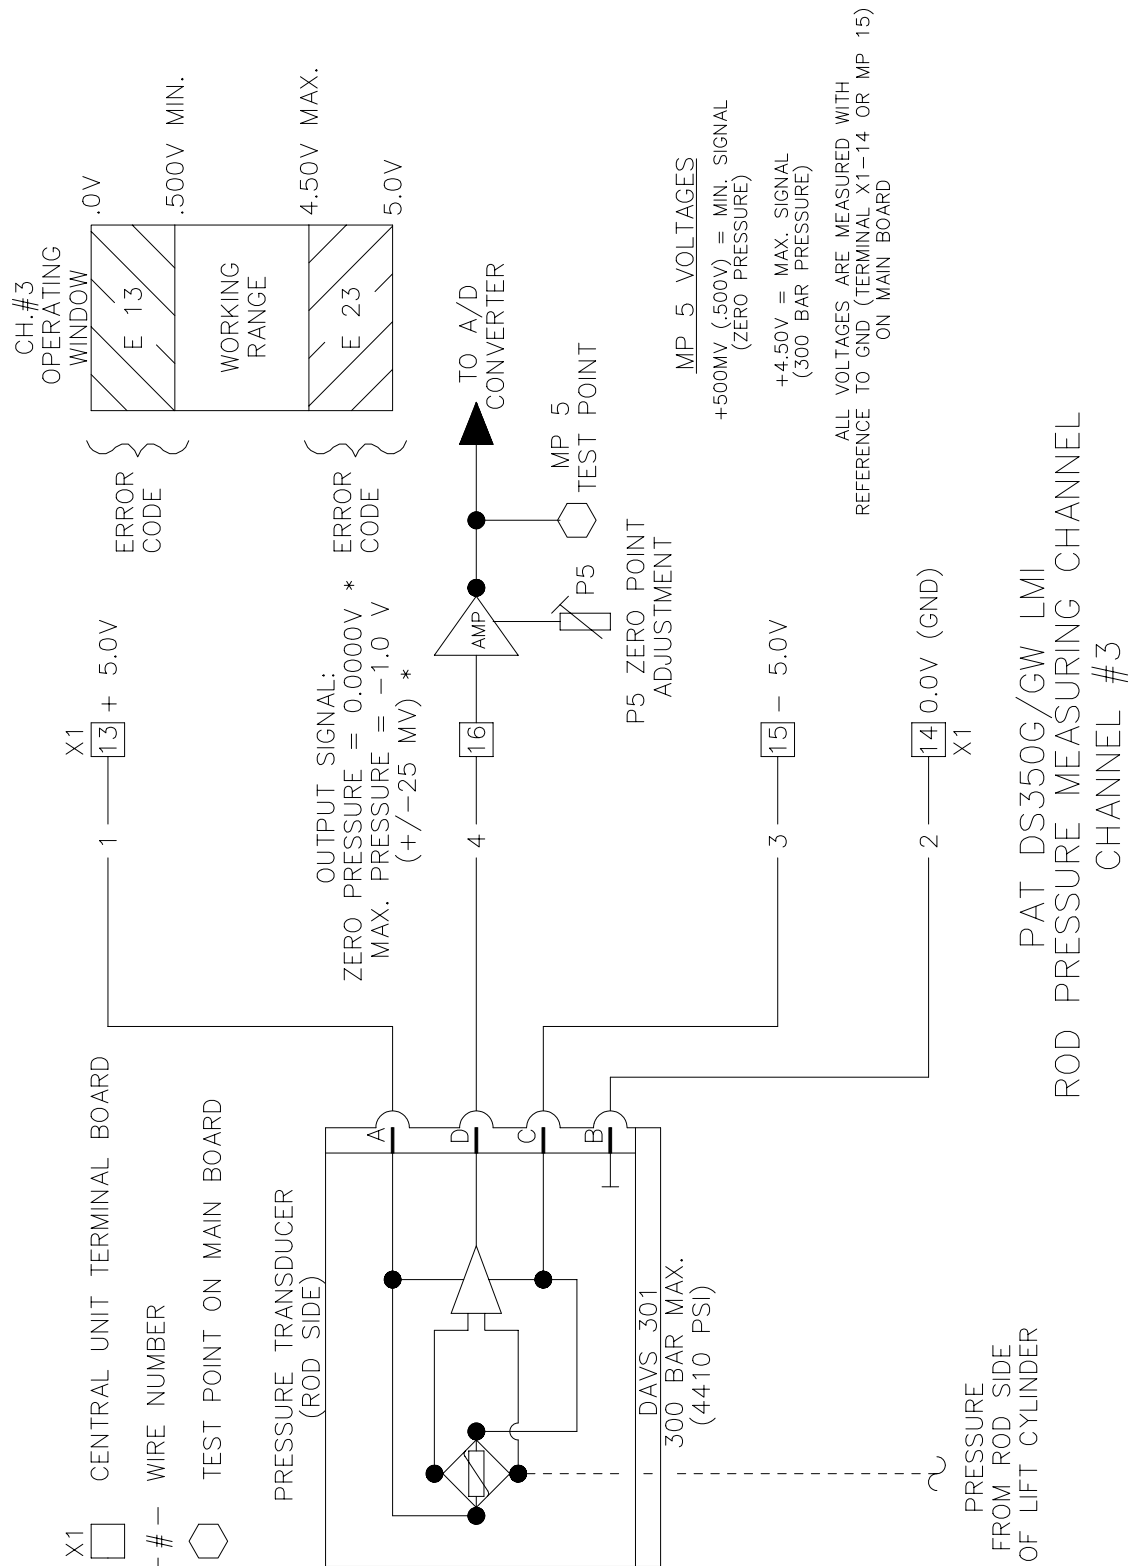 X1
CENTRAL UNIT TERMINAL BOARD
-#-
WIRE NUMBER
TEST POINT ON MAIN BOARD
PRESSURE TRANSDUCER
(ROD SIDE)
A
D
C
B
DAVS 301
300 BAR MAX.
(4410 PSI)
PRESSURE
FROM ROD SIDE
OF LIFT CYLINDER
1
X1
13 + 5.0V
OUTPUT SIGNAL:
ZERO PRESSURE = 0.0000V *
MAX. PRESSURE = -1.0 V
(+/-25 MV) *
4
16
AMP
P5
P5 ZERO POINT
ADJUSTMENT
MP 5
TEST POINT
TO A/D
CONVERTER
3
15 - 5.0V
2
14 0.0V (GND)
X1
CH.#3
OPERATING
WINDOW
ERROR
CODE
E 13
.0V
.500V MIN.
WORKING
RANGE
ERROR
CODE
E 23
4.50V MAX.
5.0V
MP 5 VOLTAGES
+500MV (.500V) = MIN. SIGNAL
(ZERO PRESSURE)
+4.50V = MAX. SIGNAL
(300 BAR PRESSURE)
ALL VOLTAGES ARE MEASURED WITH
REFERENCE TO GND (TERMINAL X1-14 OR MP 15)
ON MAIN BOARD
PAT DS350G/GW LMI
ROD PRESSURE MEASURING CHANNEL
CHANNEL #3